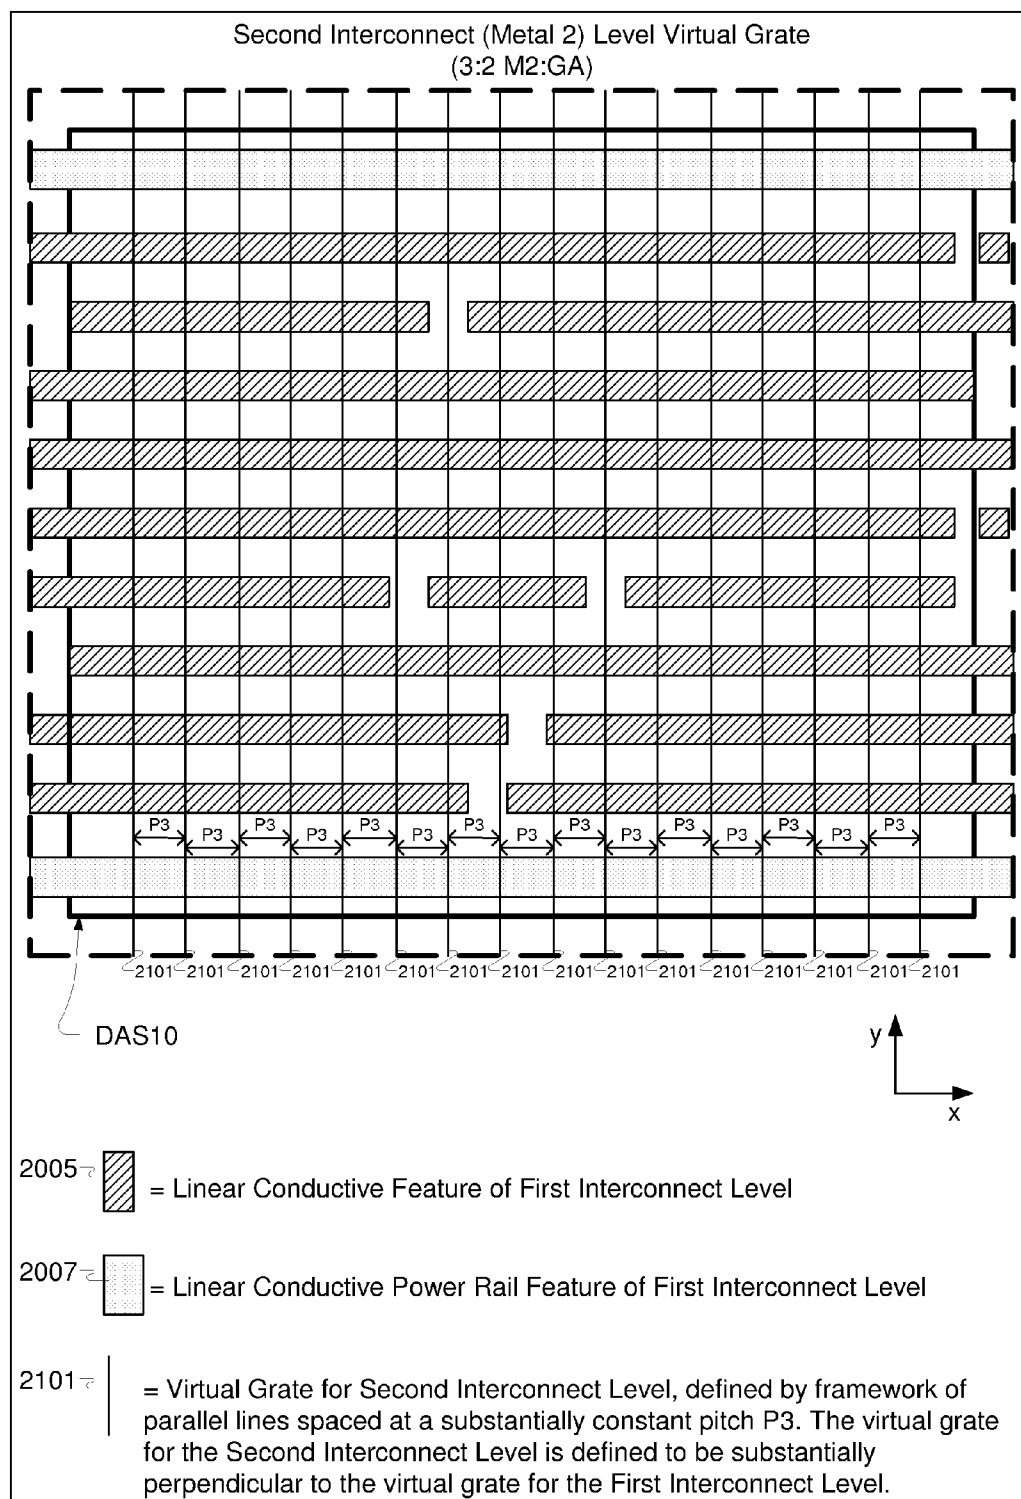 Second Interconnect (Metal 2) Level Virtual Grate
(3:2 M2:GA)
P3 P3 P3 P3 P3 P3 P3 P3
P3 P3 P3 P3 P3 P3 P3
2101 2101 2101 2101 2101 2101 2101 2101 2101 2101 2101 2101 2101 2101 2101 2101
DAS10
y
x
2005 = Linear Conductive Feature of First Interconnect Level
2007 = Linear Conductive Power Rail Feature of First Interconnect Level
2101 = Virtual Grate for Second Interconnect Level, defined by framework of
parallel lines spaced at a substantially constant pitch P3. The virtual grate
for the Second Interconnect Level is defined to be substantially
perpendicular to the virtual grate for the First Interconnect Level.